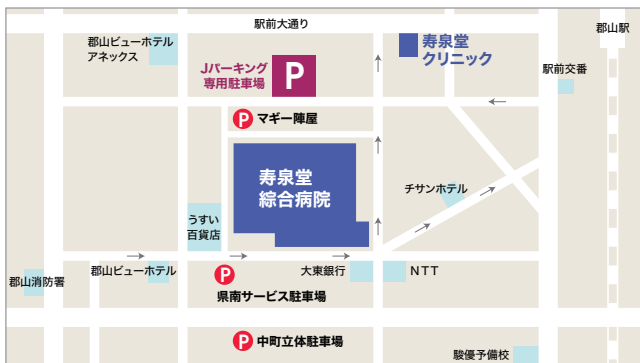 駅前大通り
郡山駅
郡山ビューホテル
アネックス
寿泉堂
クリニック
Jパーキング
専用駐車場
P
駅前交番
P マギー陣屋
寿泉堂
綜合病院
チサンホテル
うすい
百貨店
郡山消防署
郡山ビューホテル
P
大東銀行
NTT
県南サービス駐車場
P 中町立体駐車場
駿優予備校